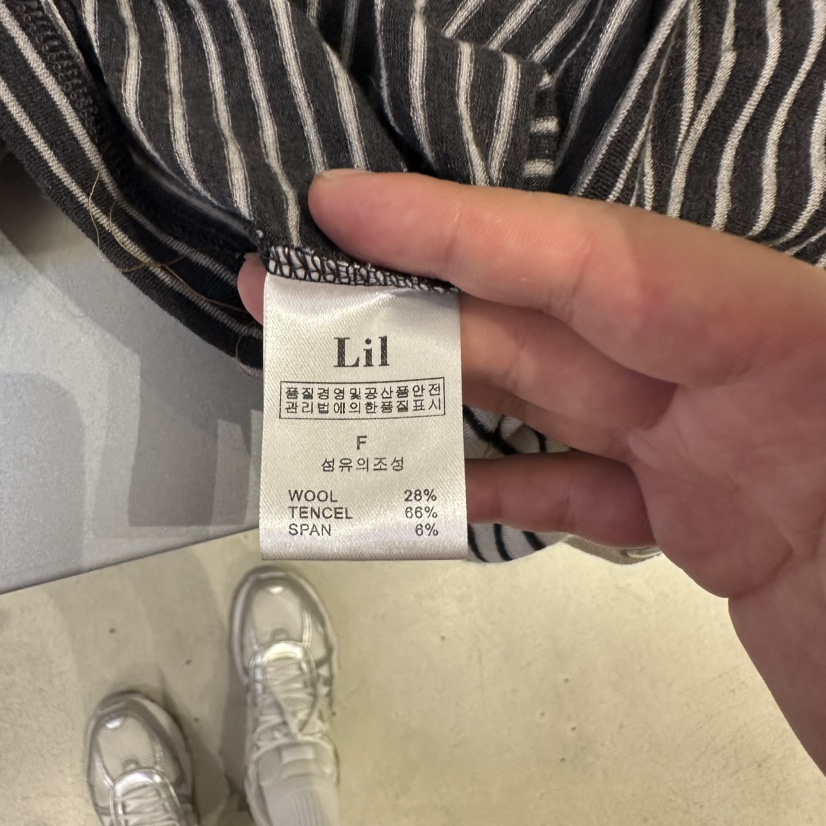 Lil
품질경영및공산품안전
관리법에의한품질표시
F
섬유의조성
WOOL 28%
TENCEL 66%
SPAN 6%